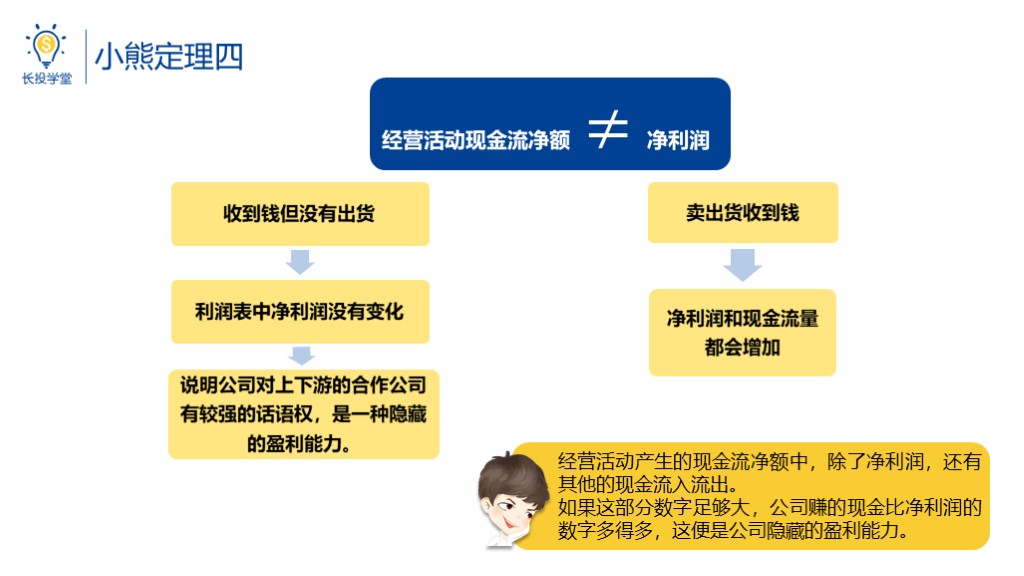 长投学堂
小熊定理四
经营活动现金流净额 ≠ 净利润
收到钱但没有出货
利润表中净利润没有变化
说明公司对上下游的合作公司
有较强的话语权，是一种隐藏
的盈利能力。
卖出货收到钱
净利润和现金流量
都会增加
经营活动产生的现金流净额中，除了净利润，还有
其他的现金流入流出。
如果这部分数字足够大，公司赚的现金比净利润的
数字多得多，这便是公司隐藏的盈利能力。